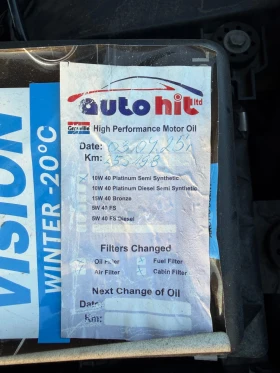 auto hit ltd
Granville
High Performance Motor Oil
Date:
Km:
10W 40 Platinum Semi Synthetic
10W 40 Platinum Diesel Semi Synthetic
15W 40 Bronze
5W 40 FS
5W 40 FS Diesel
Filters Changed
Oil Filter
Fuel Filter
Air Filter
Cabin Filter
Next Change of Oil
Date
Km:
VISION
WINTER -20°C